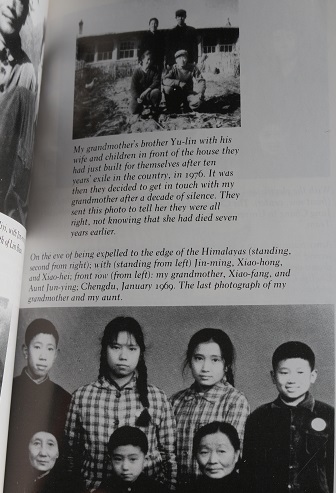 My grandmother's brother Yu-lin with his
wife and children in front of the house they
had just built for themselves after ten
years' exile in the country, in 1976. It was
then they decided to get in touch with my
grandmother after a decade of silence. They
sent this photo to tell her they were all
right, not knowing that she had died seven
years earlier.
On the eve of being expelled to the edge of the Himalayas (standing,
second from right); with (standing from left) Jin-ming, Xiao-hong,
and Xiao-hei; front row (from left): my grandmother, Xiao-fang, and
Aunt Jun-ying; Chengdu, January 1969. The last photograph of my
grandmother and my aunt.